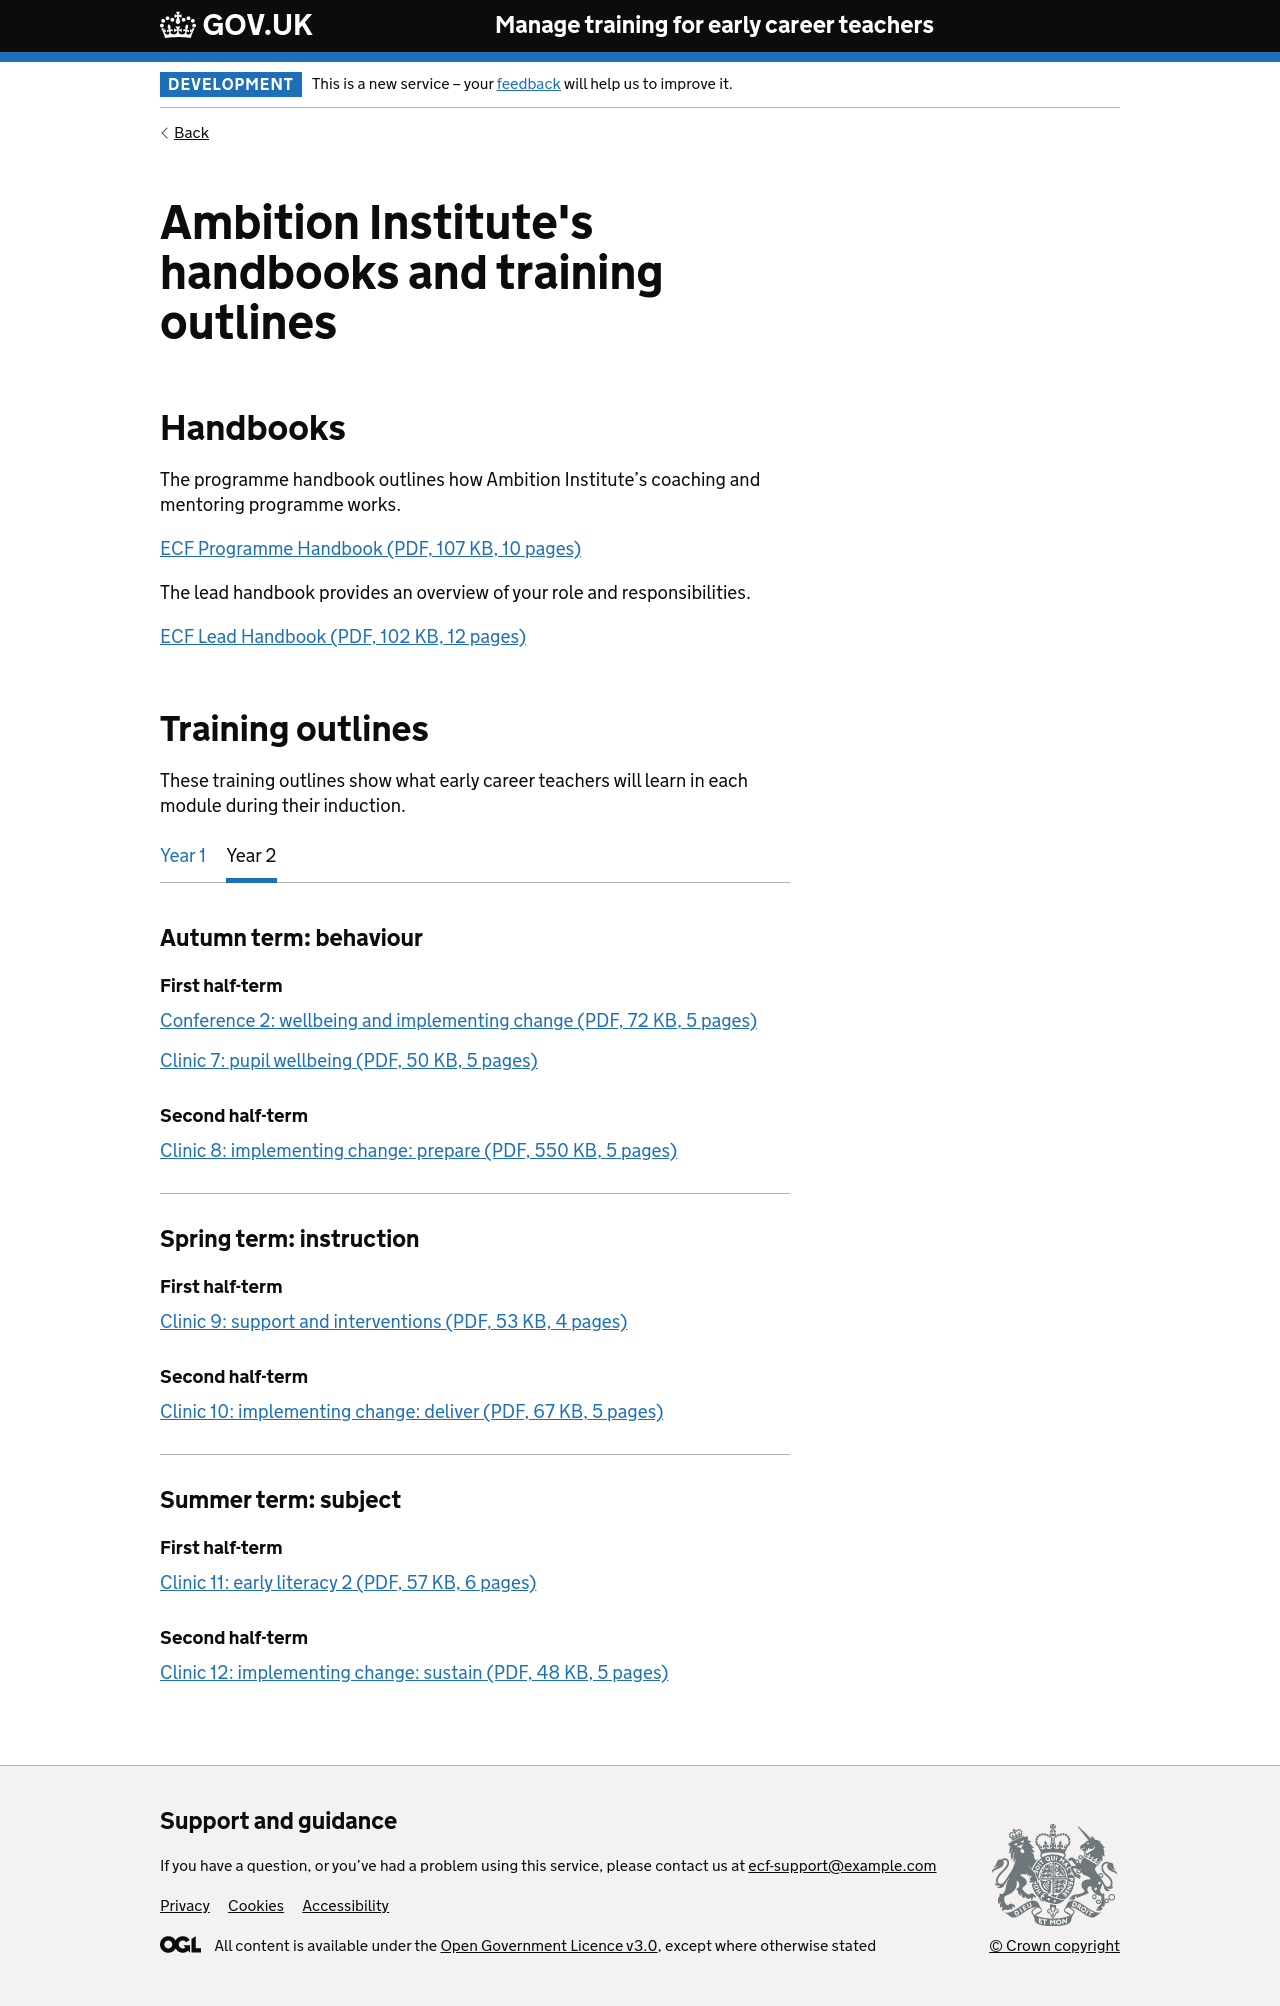 GOV.UK
Manage training for early career teachers
DEVELOPMENT This is a new service – your feedback will help us to improve it.
Back
Ambition Institute's
handbooks and training
outlines
Handbooks
The programme handbook outlines how Ambition Institute’s coaching and
mentoring programme works.
ECF Programme Handbook (PDF, 107 KB, 10 pages)
The lead handbook provides an overview of your role and responsibilities.
ECF Lead Handbook (PDF, 102 KB, 12 pages)
Training outlines
These training outlines show what early career teachers will learn in each
module during their induction.
Year 1 Year 2
Autumn term: behaviour
First half-term
Conference 2: wellbeing and implementing change (PDF, 72 KB, 5 pages)
Clinic 7: pupil wellbeing (PDF, 50 KB, 5 pages)
Second half-term
Clinic 8: implementing change: prepare (PDF, 550 KB, 5 pages)
Spring term: instruction
First half-term
Clinic 9: support and interventions (PDF, 53 KB, 4 pages)
Second half-term
Clinic 10: implementing change: deliver (PDF, 67 KB, 5 pages)
Summer term: subject
First half-term
Clinic 11: early literacy 2 (PDF, 57 KB, 6 pages)
Second half-term
Clinic 12: implementing change: sustain (PDF, 48 KB, 5 pages)
Support and guidance
If you have a question, or you’ve had a problem using this service, please contact us at ecf-support@example.com
Privacy Cookies Accessibility
OGL All content is available under the Open Government Licence v3.0, except where otherwise stated
DIEU ET MON DROIT
© Crown copyright